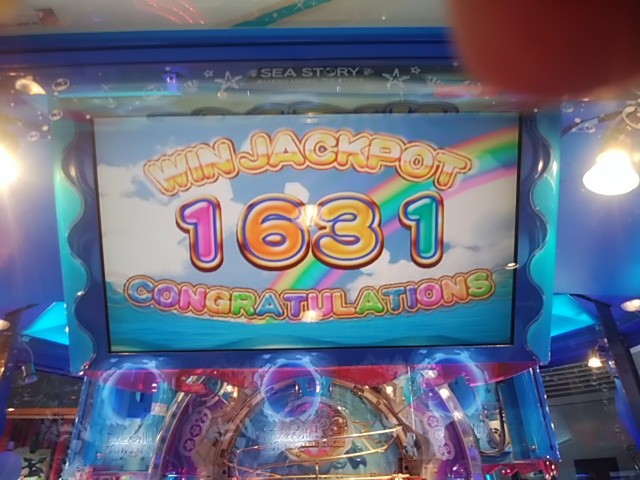 SEA STORY
WIN JACKPOT
1631
CONGRATULATIONS